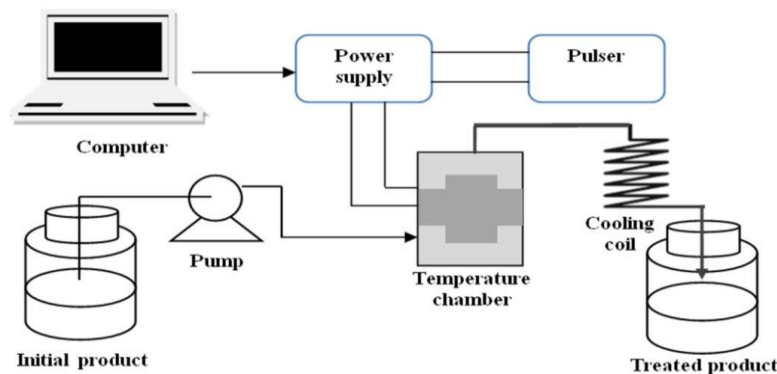 Power
supply
Pulser
Computer
Pump
Cooling
coil
Temperature
chamber
Initial product
Treated product